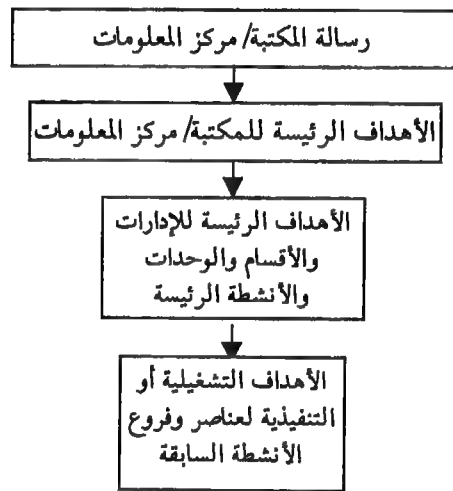 رسالة المكتبة/مركز المعلومات
الأهداف الرئيسة للمكتبة/مركز المعلومات
الأهداف الرئيسة للإدارات
والأقسام والوحدات
والأنشطة الرئيسة
الأهداف التشغيلية أو
التنفيذية لعناصر وفروع
الأنشطة السابقة